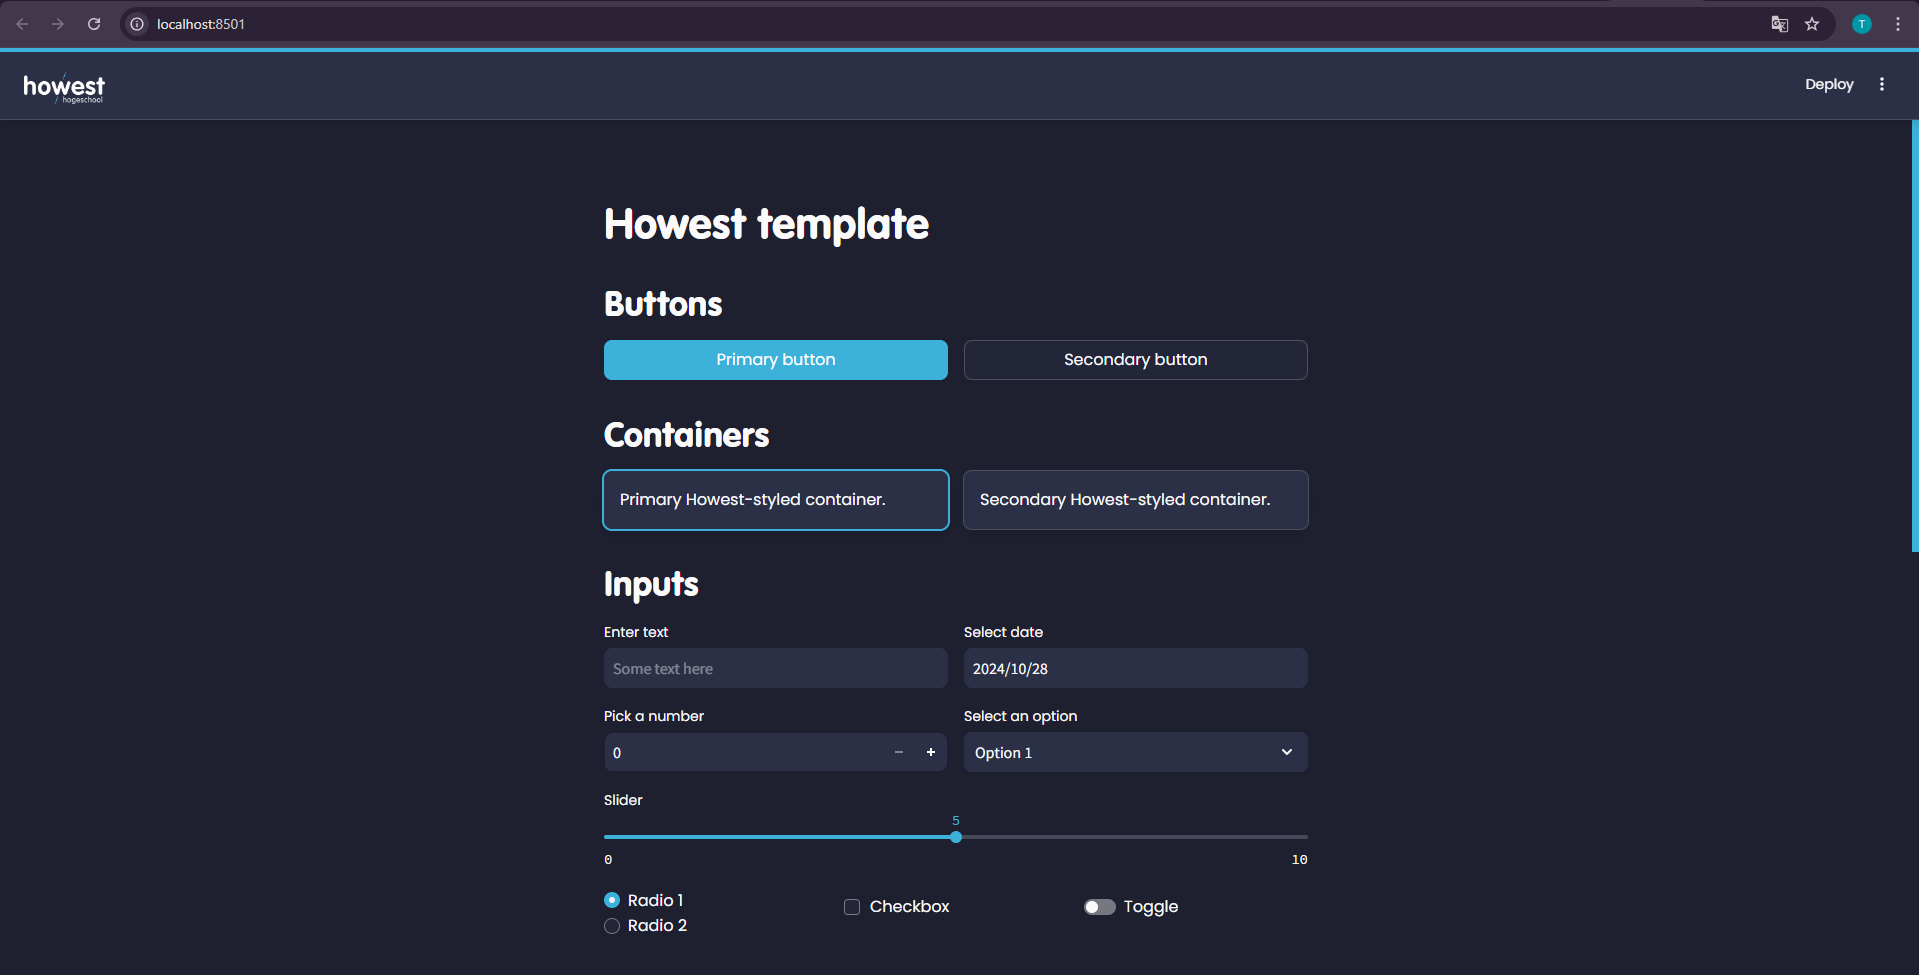 localhost:8501
T
howest
hogeschool
Deploy
Howest template
Buttons
Primary button
Secondary button
Containers
Primary Howest-styled container.
Secondary Howest-styled container.
Inputs
Enter text
Select date
Some text here
2024/10/28
Pick a number
Select an option
0
Option 1
Slider
5
0
10
Radio 1
Checkbox
Toggle
Radio 2